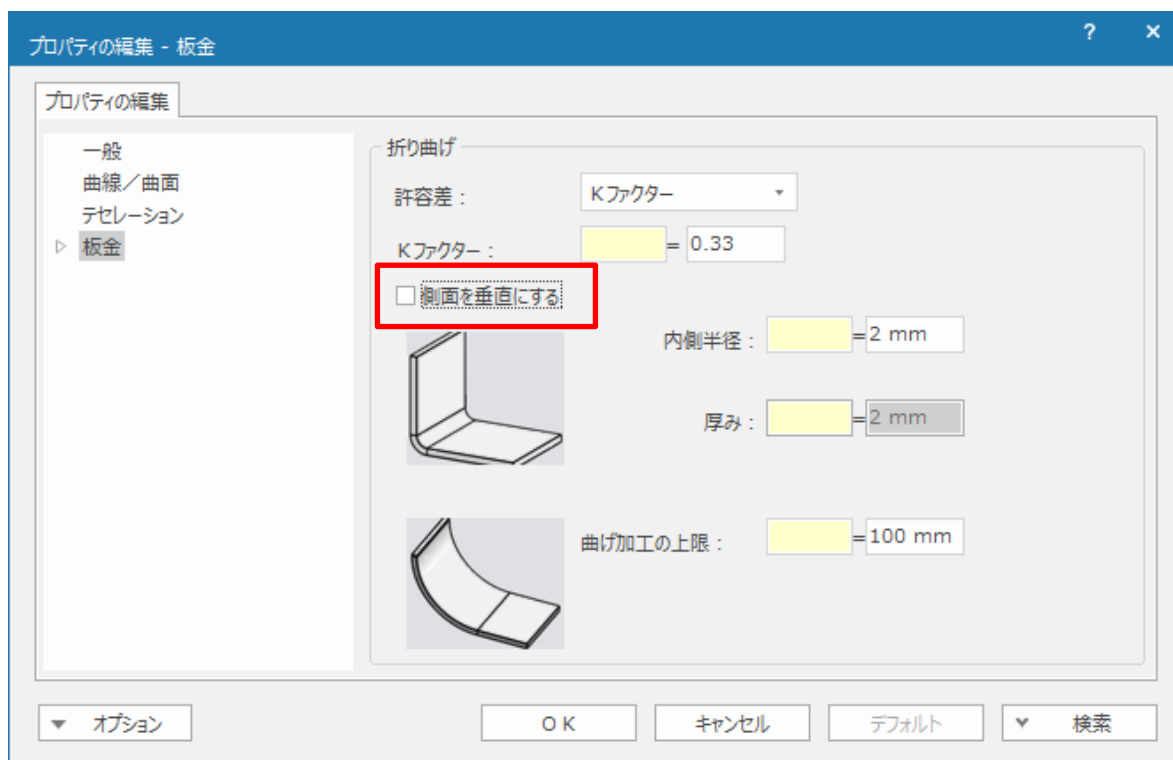 プロパティの編集 - 板金
? ×
プロパティの編集
一般
曲線／曲面
テセレーション
板金
折り曲げ
許容差： Kファクター
Kファクター： = 0.33
側面を垂直にする
内側半径： =2 mm
厚み： =2 mm
曲げ加工の上限： =100 mm
オプション OK キャンセル デフォルト 検索